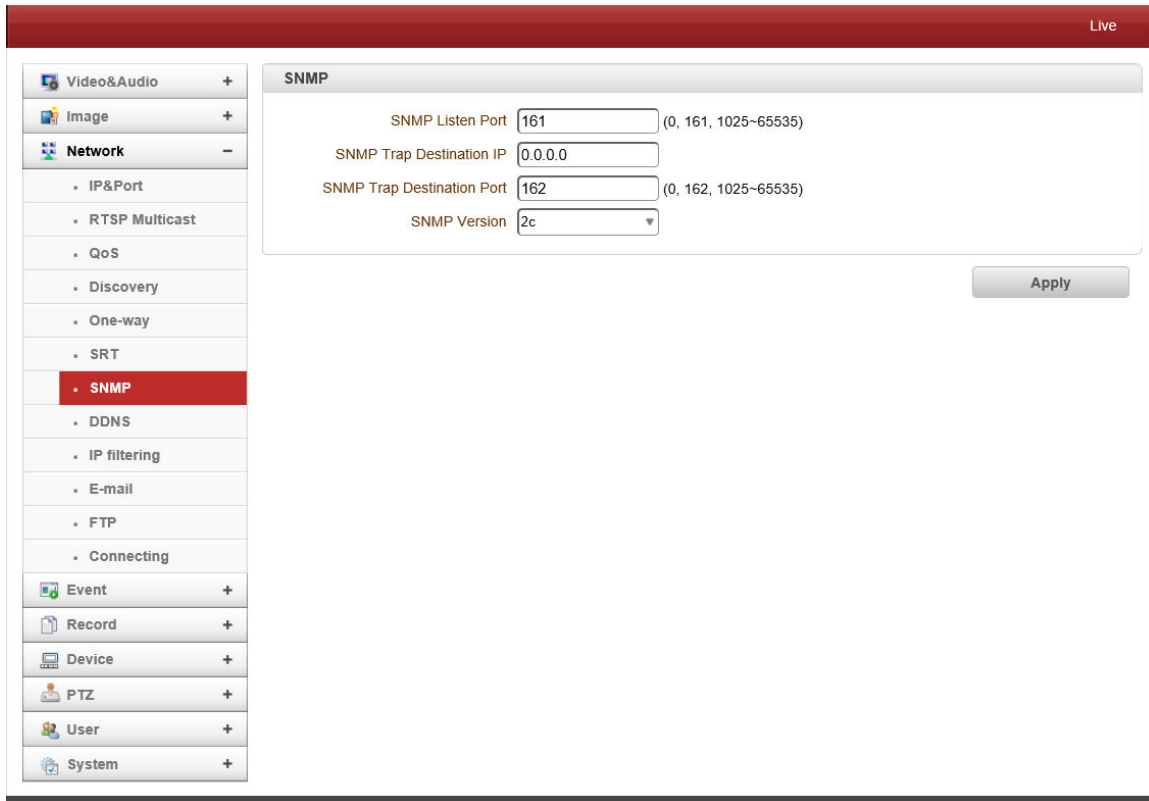 Live
Video&Audio +
Image +
Network −
IP&Port
RTSP Multicast
QoS
Discovery
One-way
SRT
SNMP
DDNS
IP filtering
E-mail
FTP
Connecting
Event +
Record +
Device +
PTZ +
User +
System +
SNMP
SNMP Listen Port 161 (0, 161, 1025~65535)
SNMP Trap Destination IP 0.0.0.0
SNMP Trap Destination Port 162 (0, 162, 1025~65535)
SNMP Version 2c
Apply